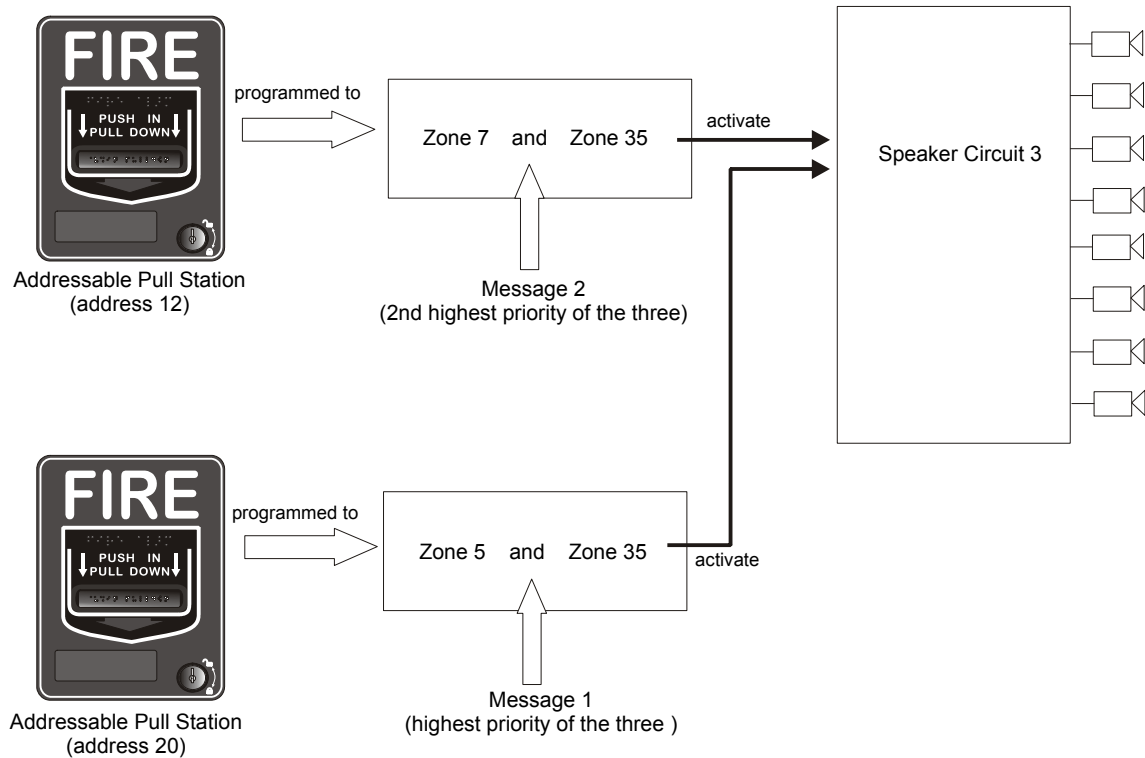 FIRE
PUSH IN
PULL DOWN
Addressable Pull Station
(address 12)
programmed to
Zone 7 and Zone 35
Message 2
(2nd highest priority of the three)
activate
Speaker Circuit 3
FIRE
PUSH IN
PULL DOWN
Addressable Pull Station
(address 20)
programmed to
Zone 5 and Zone 35
Message 1
(highest priority of the three )
activate